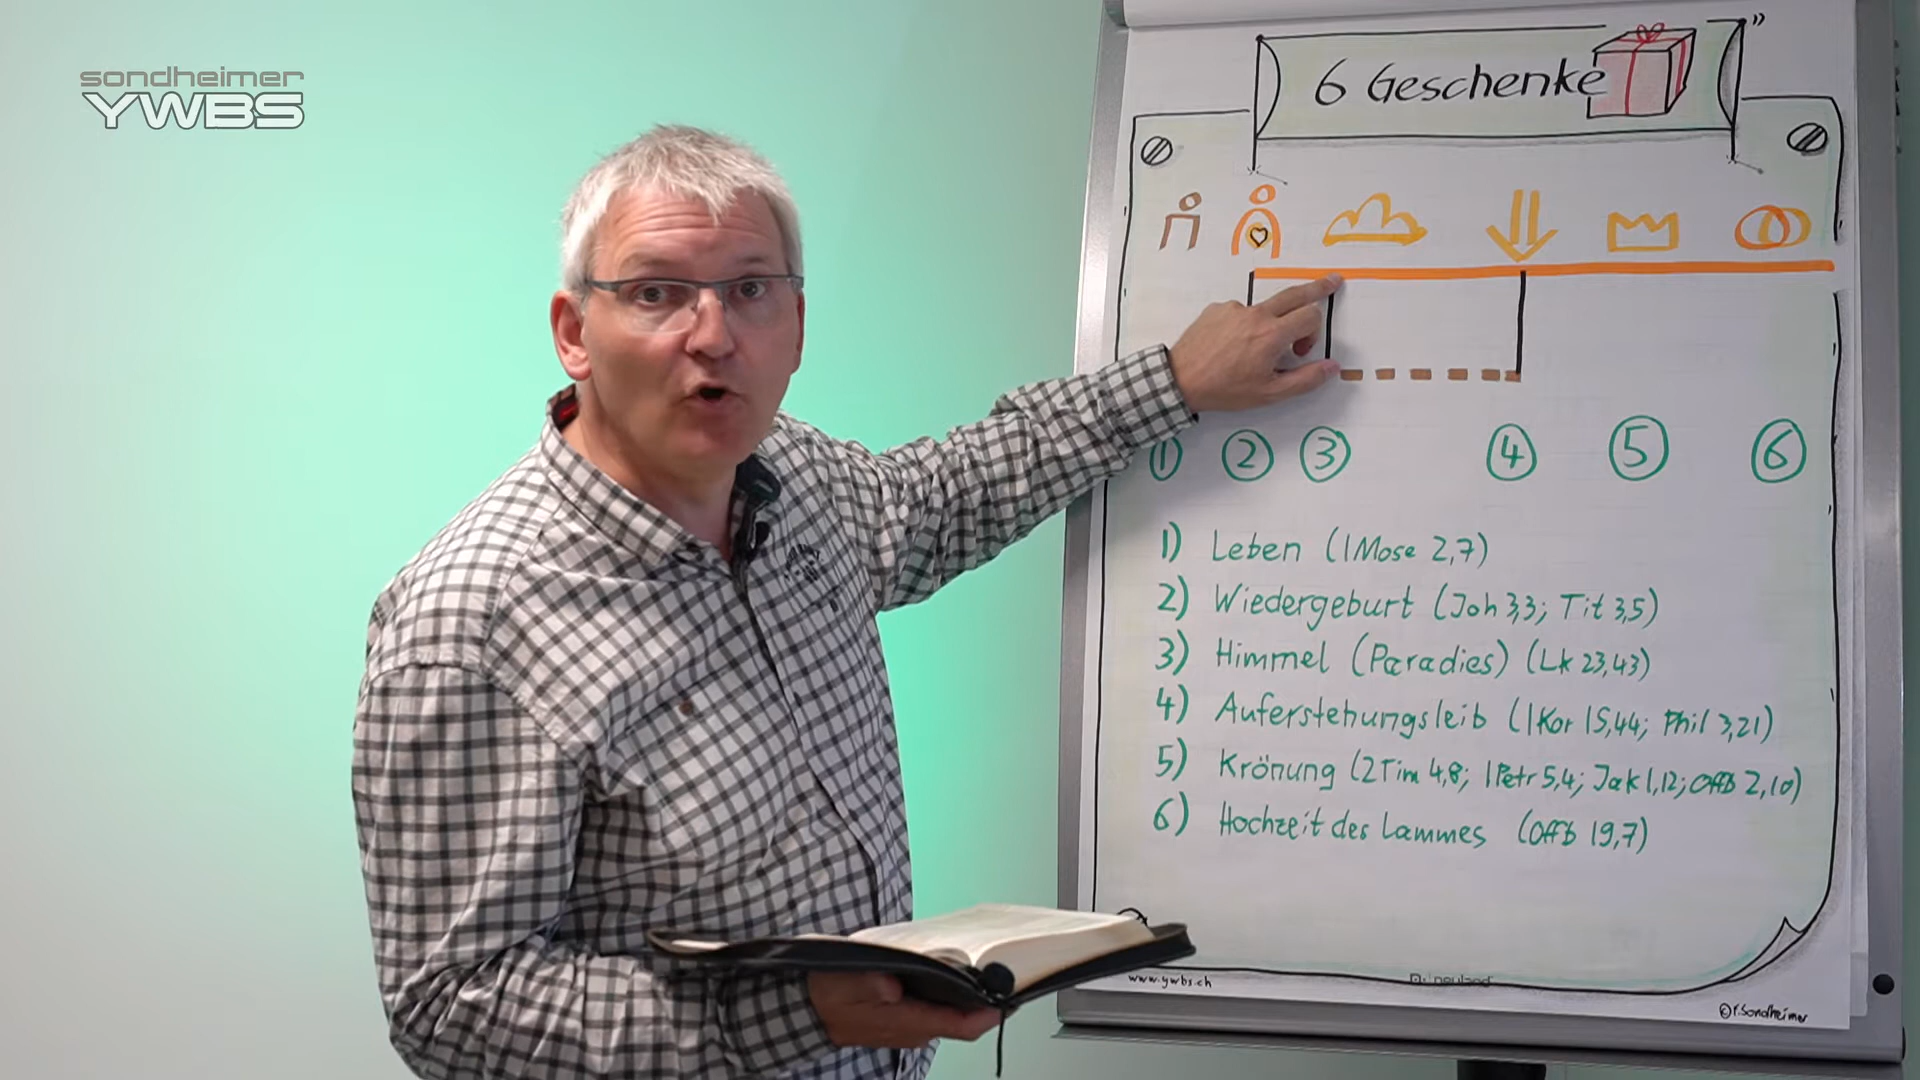 sondheimer
YWBS
6 Geschenke
1 2 3 4 5 6
1) Leben (1Mose 2,7)
2) Wiedergeburt (Joh 3,3; Tit 3,5)
3) Himmel (Paradies) (Lk 23,43)
4) Auferstehungsleib (1Kor 15,44; Phil 3,21)
5) Krönung (2Tim 4,8; 1Petr 5,4; Jak 1,12; Offb 2,10)
6) Hochzeit des Lammes (Offb 19,7)
www.ywbs.ch
neuland
©P.Sondheimer